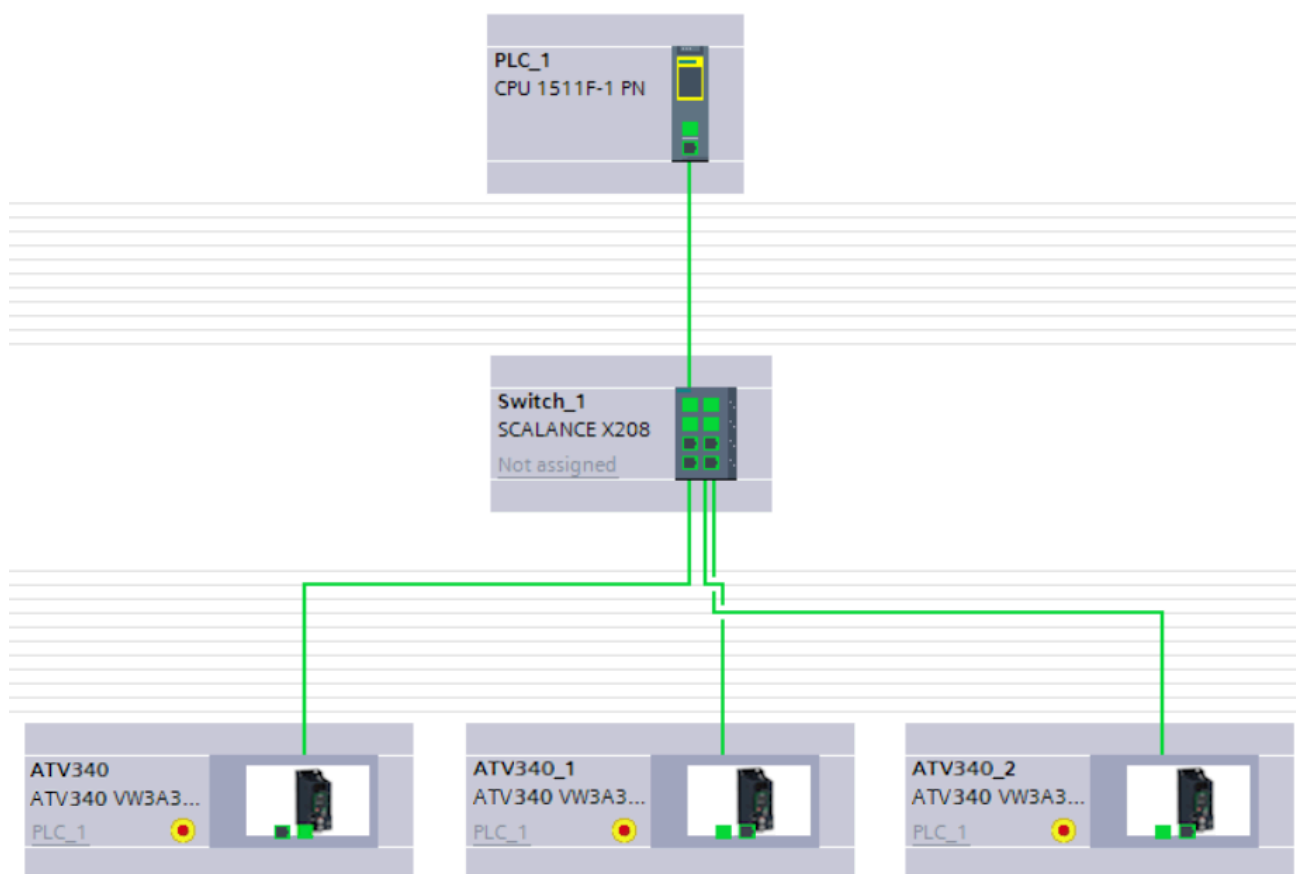 PLC_1
CPU 1511F-1 PN
Switch_1
SCALANCE X208
Not assigned
ATV340
ATV340 VW3A3...
PLC_1
ATV340_1
ATV340 VW3A3...
PLC_1
ATV340_2
ATV340 VW3A3...
PLC_1